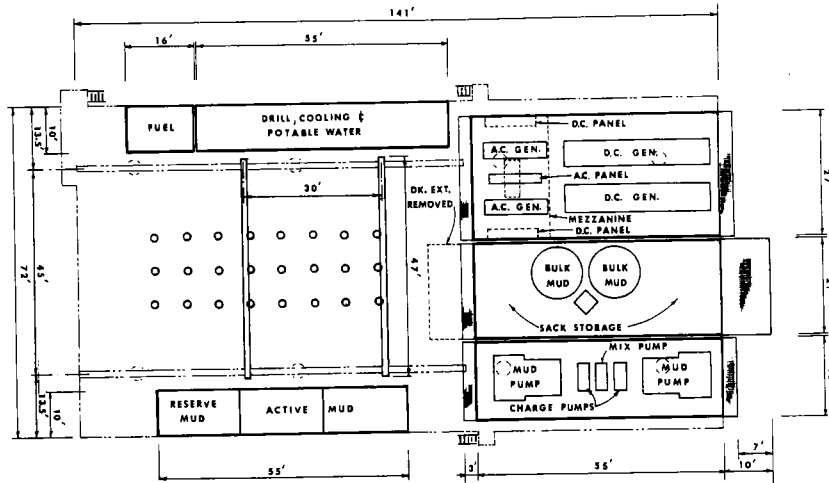 141'
16'
55'
FUEL
DRILL, COOLING &
POTABLE WATER
10'
13.5'
D.C. PANEL
A.C. GEN.
D.C. GEN.
A.C. PANEL
DK. EXT.
REMOVED
30'
A.C. GEN.
D.C. GEN.
MEZZANINE
D.C. PANEL
72'
45'
47'
BULK
MUD
BULK
MUD
SACK STORAGE
MIX PUMP
MUD
PUMP
MUD
PUMP
CHARGE PUMPS
13.5'
10'
RESERVE
MUD
ACTIVE MUD
55'
3'
55'
7'
10'